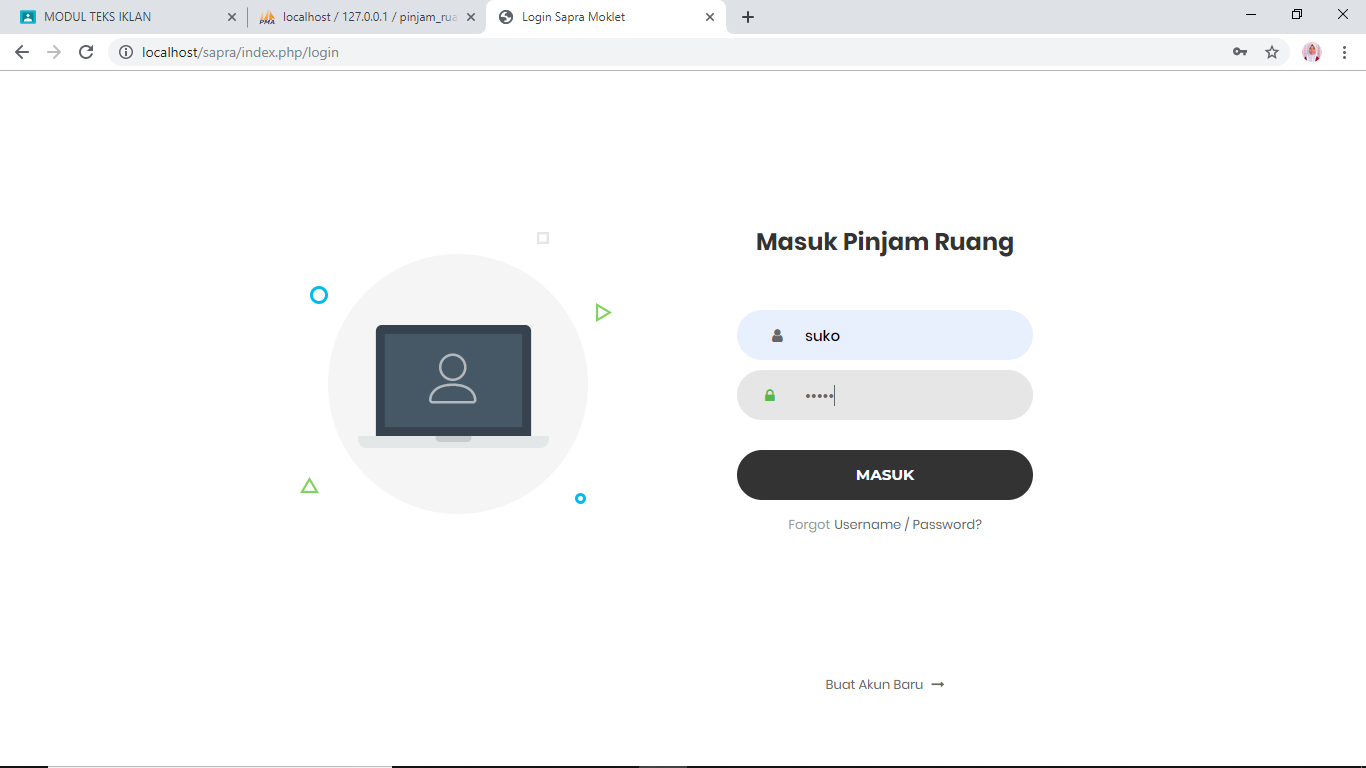 MODUL TEKS IKLAN
PMA localhost / 127.0.0.1 / pinjam_rua
Login Sapra Moklet
localhost/sapra/index.php/login
Masuk Pinjam Ruang
suko
•••••
MASUK
Forgot Username / Password?
Buat Akun Baru →